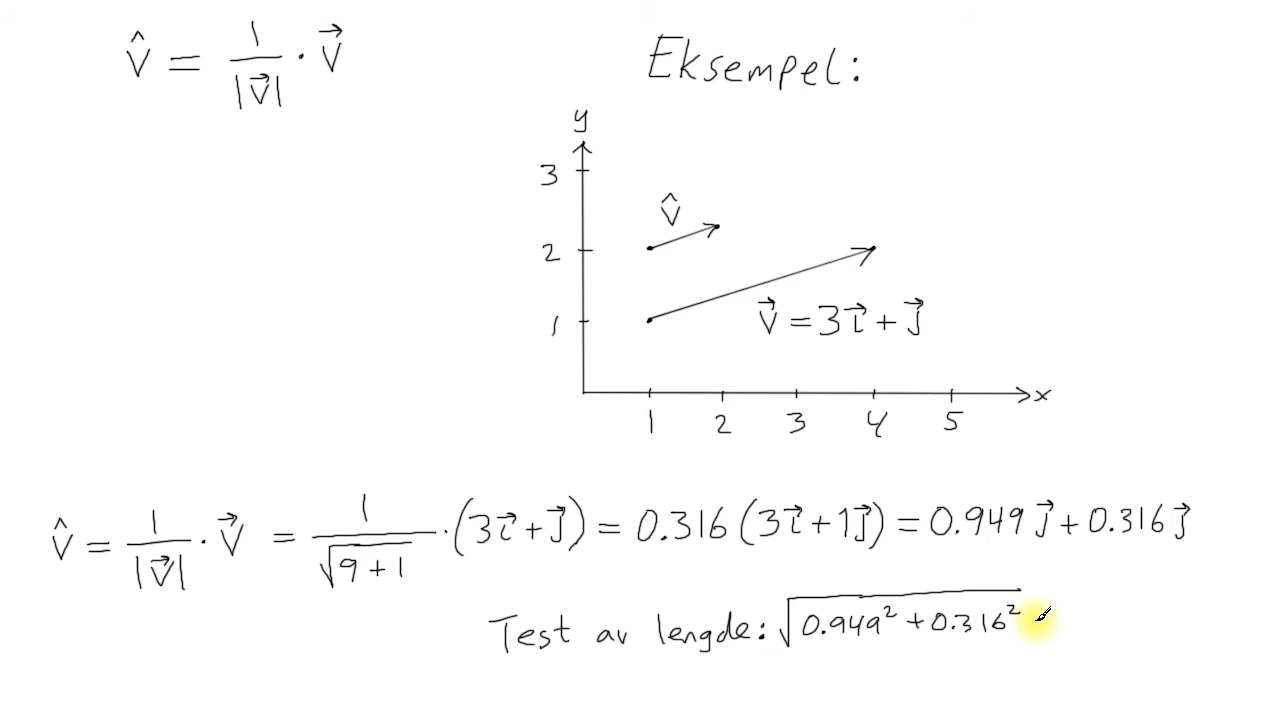 v̂ = 1/|v⃗| · v⃗
Eksempel:
y
3
2
1
v̂
v⃗ = 3i⃗ + j⃗
x
1 2 3 4 5
v̂ = 1/|v⃗| · v⃗ = 1/√(9+1) · (3i⃗ + j⃗) = 0.316 (3i⃗ + 1j⃗) = 0.949 j⃗ + 0.316 j⃗
Test av lengde: √(0.949² + 0.316²)